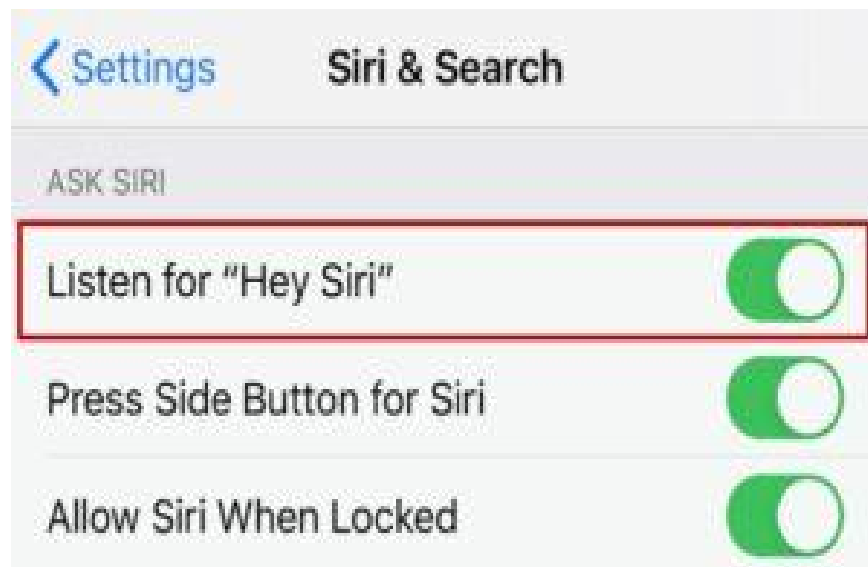 Settings Siri & Search
ASK SIRI
Listen for “Hey Siri”
Press Side Button for Siri
Allow Siri When Locked